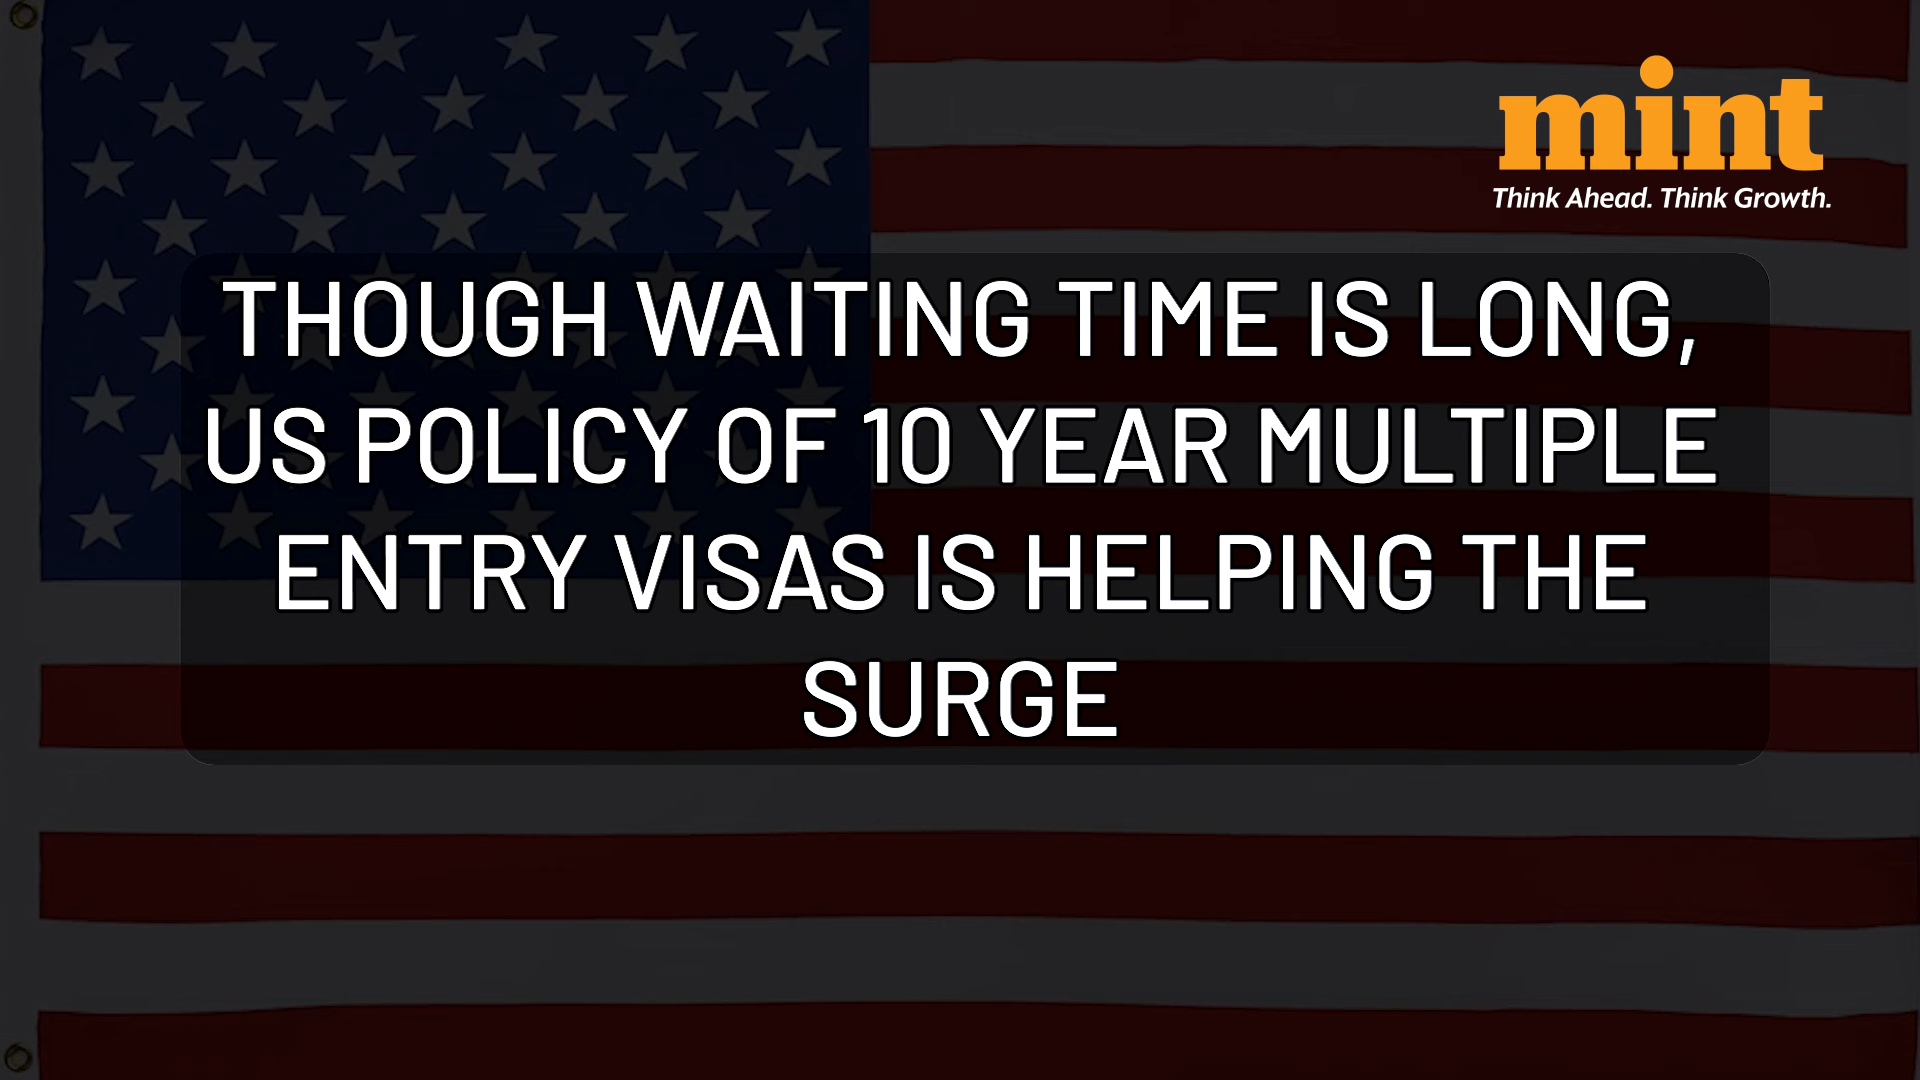 mint
Think Ahead. Think Growth.
THOUGH WAITING TIME IS LONG,
US POLICY OF 10 YEAR MULTIPLE
ENTRY VISAS IS HELPING THE
SURGE